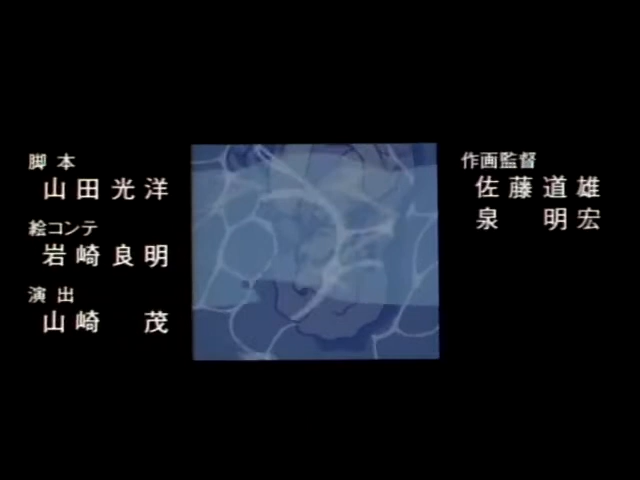 脚本
山田光洋
絵コンテ
岩崎良明
演出
山崎 茂
作画監督
佐藤道雄
泉 明宏